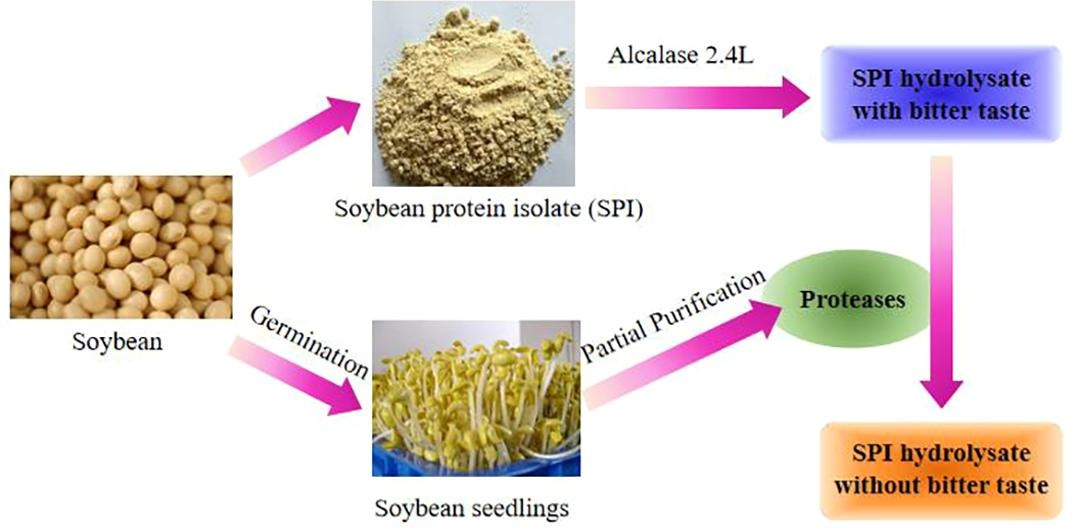 Alcalase 2.4L
SPI hydrolysate
with bitter taste
Soybean protein isolate (SPI)
Soybean
Germination
Partial Purification
Proteases
Soybean seedlings
SPI hydrolysate
without bitter taste